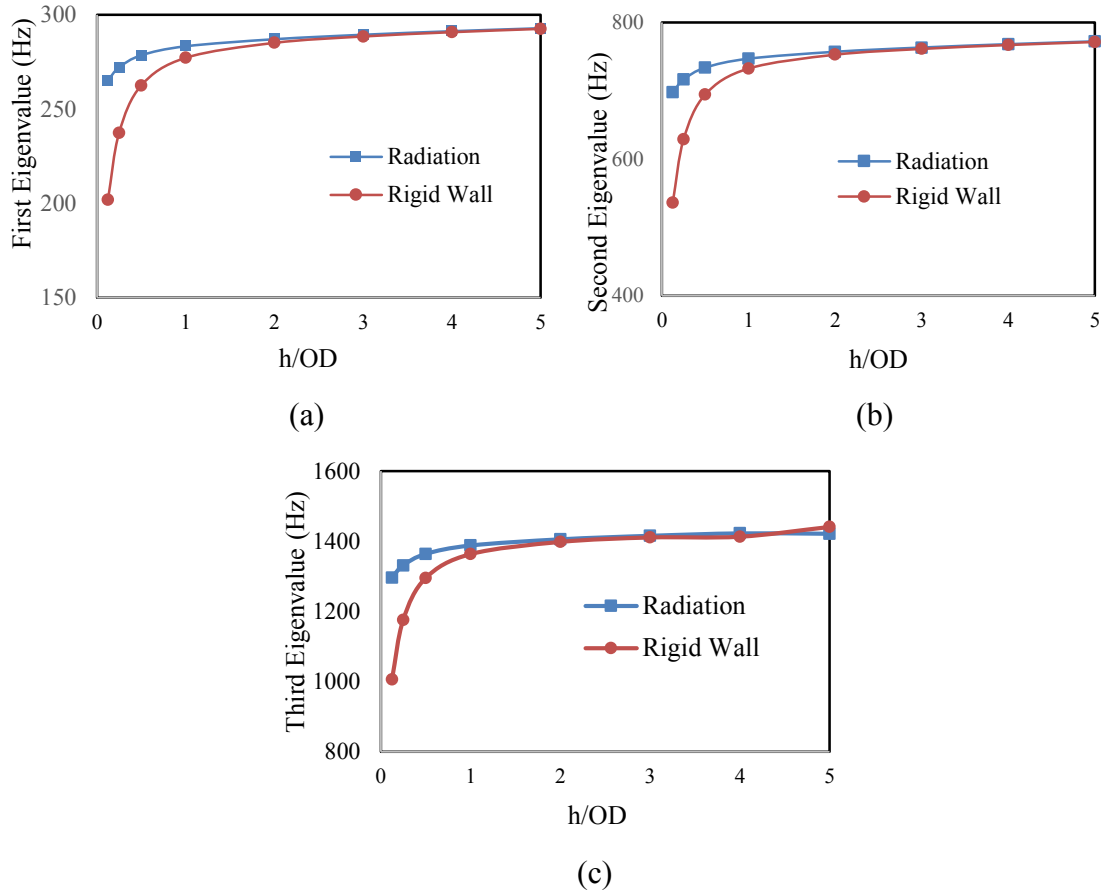 300
250
200
150
First Eigenvalue (Hz)
Radiation
Rigid Wall
0 1 2 3 4 5
h/OD
(a)
800
600
400
Second Eigenvalue (Hz)
Radiation
Rigid Wall
0 1 2 3 4 5
h/OD
(b)
1600
1400
1200
1000
800
Third Eigenvalue (Hz)
Radiation
Rigid Wall
0 1 2 3 4 5
h/OD
(c)